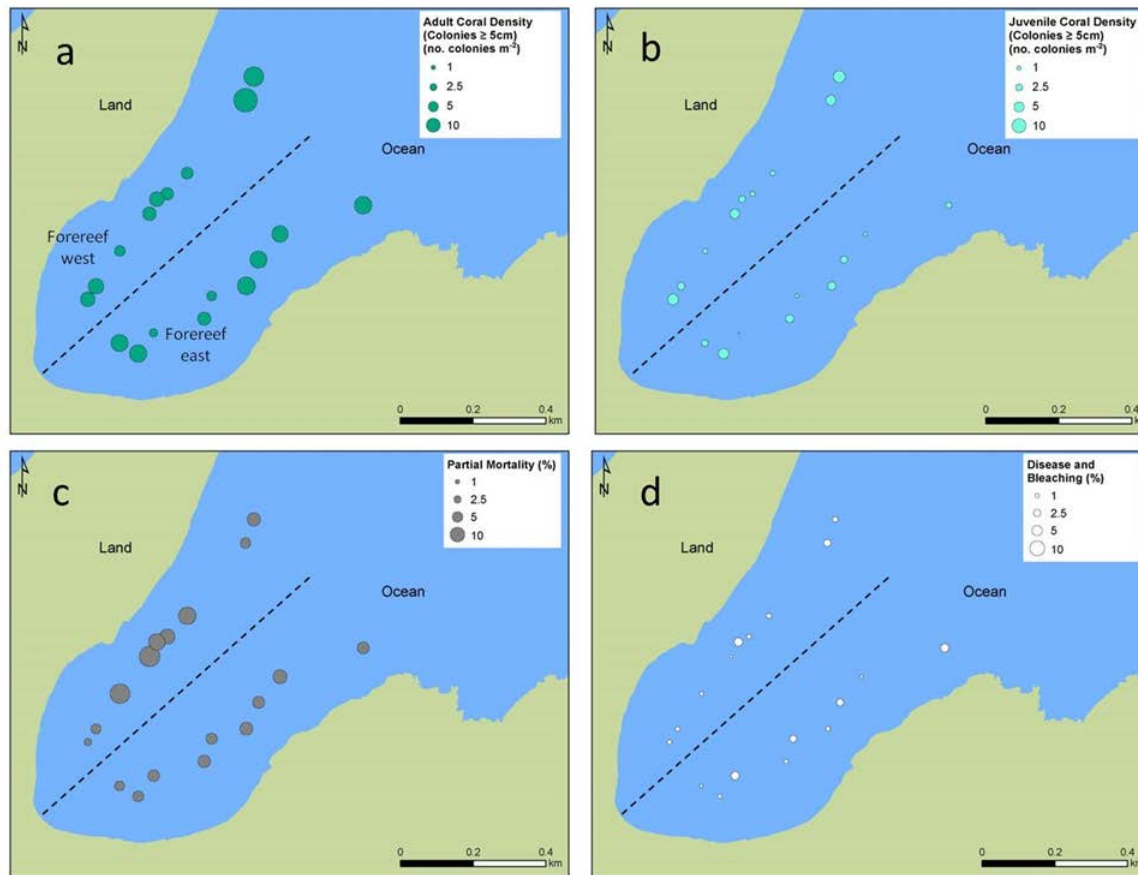 a
N
Land
Ocean
Forereef
west
Forereef
east
Adult Coral Density
(Colonies ≥ 5cm)
(no. colonies m⁻²)
1
2.5
5
10
0 0.2 0.4
km
b
N
Land
Ocean
Juvenile Coral Density
(Colonies ≥ 5cm)
(no. colonies m⁻²)
1
2.5
5
10
0 0.2 0.4
km
c
N
Land
Ocean
Partial Mortality (%)
1
2.5
5
10
0 0.2 0.4
km
d
N
Land
Ocean
Disease and
Bleaching (%)
1
2.5
5
10
0 0.2 0.4
km